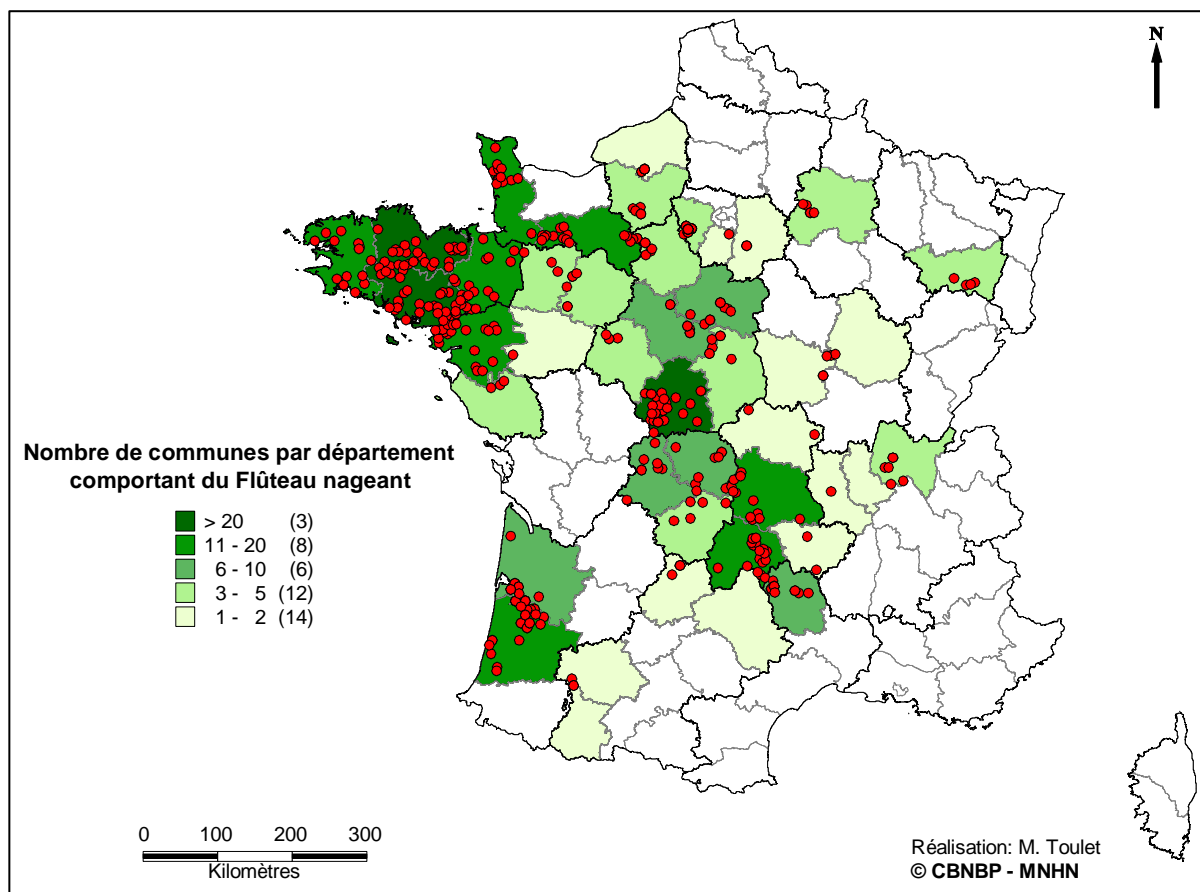 N
Nombre de communes par département
comportant du Flûteau nageant
> 20 (3)
11 - 20 (8)
6 - 10 (6)
3 - 5 (12)
1 - 2 (14)
0 100 200 300
Kilomètres
Réalisation: M. Toulet
© CBNBP - MNHN